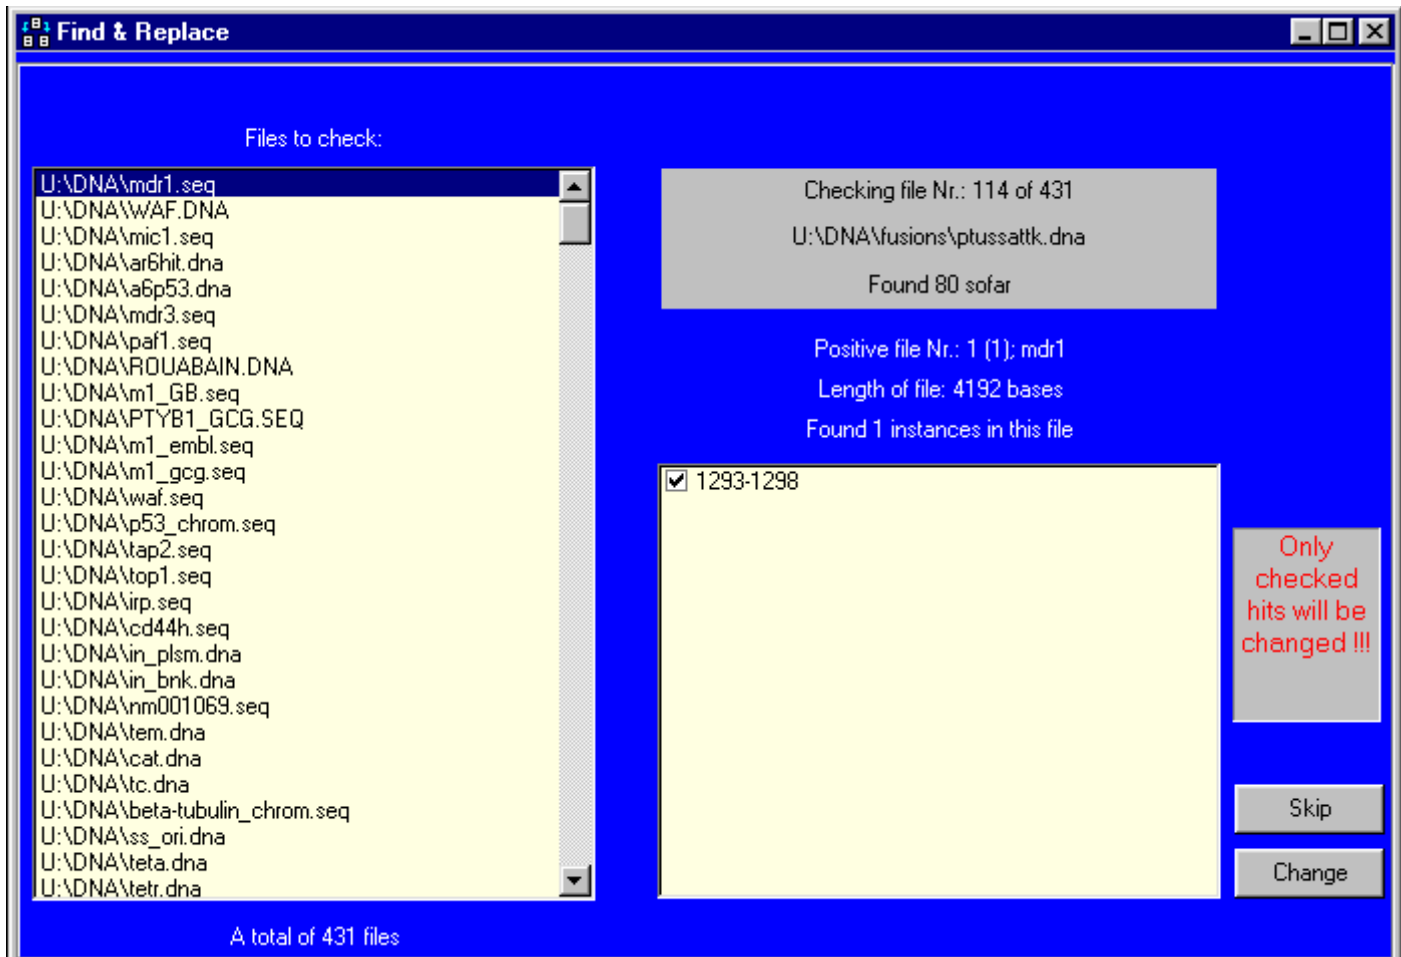 Find & Replace
Files to check:
U:\DNA\mdr1.seq
U:\DNA\WAF.DNA
U:\DNA\mic1.seq
U:\DNA\ar6hit.dna
U:\DNA\a6p53.dna
U:\DNA\mdr3.seq
U:\DNA\paf1.seq
U:\DNA\ROUABAIN.DNA
U:\DNA\m1_GB.seq
U:\DNA\PTYB1_GCG.SEQ
U:\DNA\m1_embl.seq
U:\DNA\m1_gcg.seq
U:\DNA\waf.seq
U:\DNA\p53_chrom.seq
U:\DNA\tap2.seq
U:\DNA\top1.seq
U:\DNA\irp.seq
U:\DNA\cd44h.seq
U:\DNA\in_plsm.dna
U:\DNA\in_bnk.dna
U:\DNA\nm001069.seq
U:\DNA\tem.dna
U:\DNA\cat.dna
U:\DNA\tc.dna
U:\DNA\beta-tubulin_chrom.seq
U:\DNA\ss_ori.dna
U:\DNA\teta.dna
U:\DNA\tetr.dna
A total of 431 files
Checking file Nr.: 114 of 431
U:\DNA\fusions\ptussattk.dna
Found 80 sofar
Positive file Nr.: 1 (1); mdr1
Length of file: 4192 bases
Found 1 instances in this file
1293-1298
Only
checked
hits will be
changed !!!
Skip
Change